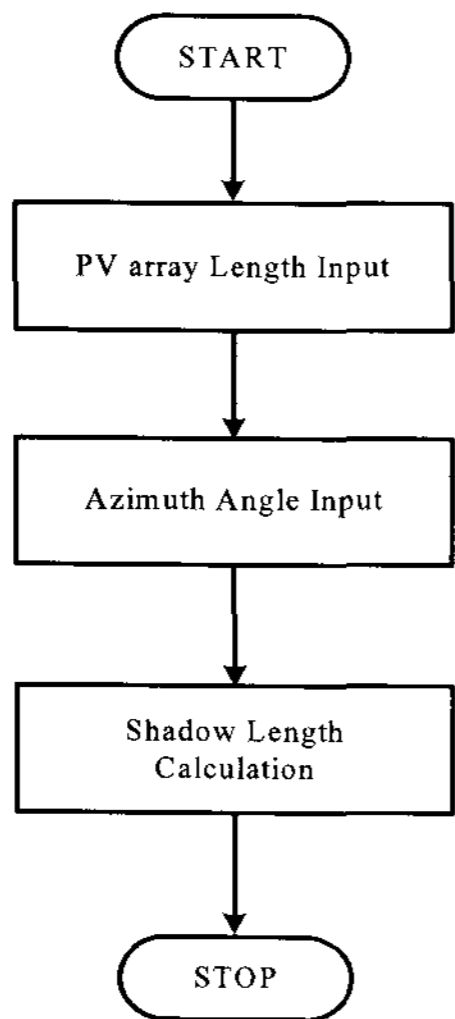 START
PV array Length Input
Azimuth Angle Input
Shadow Length
Calculation
STOP